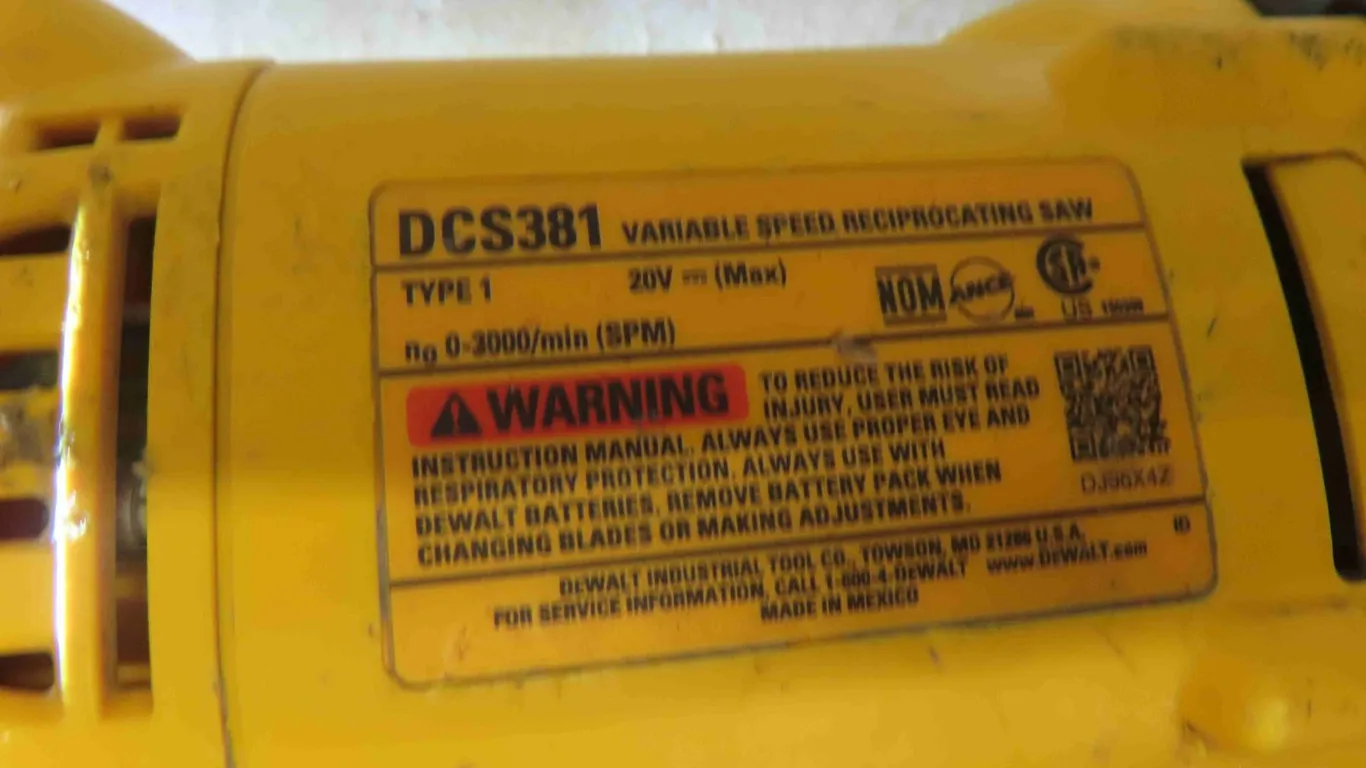 DCS381 VARIABLE SPEED RECIPROCATING SAW
TYPE 1 20V ⎓ (Max)
NOM ANCE SA US
n₀ 0-3000/min (SPM)
WARNING TO REDUCE THE RISK OF
INJURY, USER MUST READ
INSTRUCTION MANUAL. ALWAYS USE PROPER EYE AND
RESPIRATORY PROTECTION. ALWAYS USE WITH
DEWALT BATTERIES. REMOVE BATTERY PACK WHEN
CHANGING BLADES OR MAKING ADJUSTMENTS.
DJ96X4Z
ID
DEWALT INDUSTRIAL TOOL CO., TOWSON, MD 21286 U.S.A.
FOR SERVICE INFORMATION, CALL 1-800-4-DEWALT www.DEWALT.com
MADE IN MEXICO